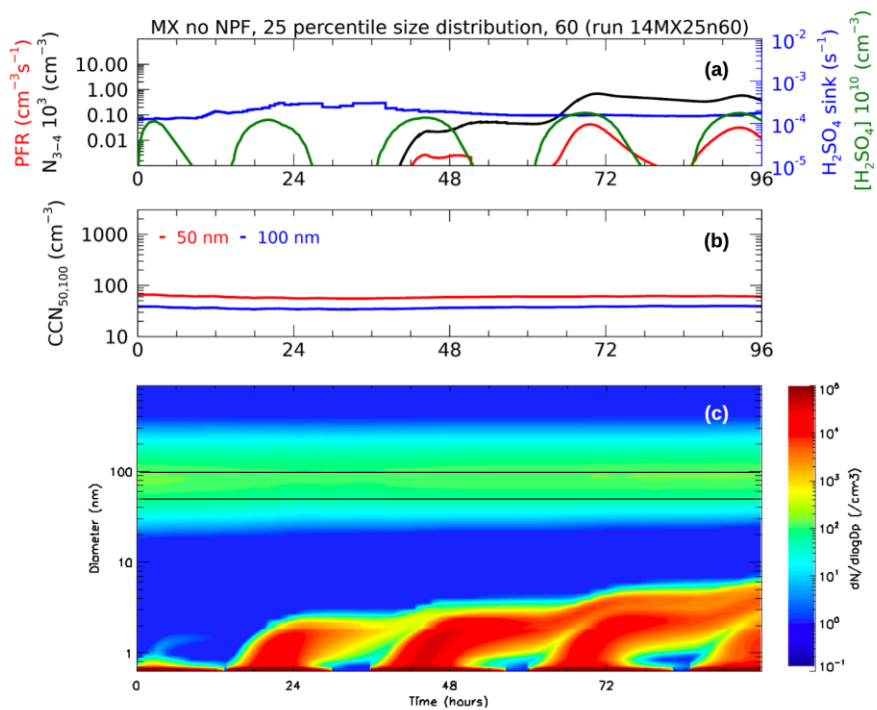 MX no NPF, 25 percentile size distribution, 60 (run 14MX25n60)
PFR (cm⁻³s⁻¹)
N₃₋₄ 10³ (cm⁻³)
10.00
1.00
0.10
0.01
(a)
10⁻²
10⁻³
10⁻⁴
10⁻⁵
H₂SO₄ sink (s⁻¹)
[H₂SO₄] 10¹⁰ (cm⁻³)
0 24 48 72 96
CCN₅₀,₁₀₀ (cm⁻³)
1000
100
10
50 nm 100 nm
(b)
0 24 48 72 96
Diameter (nm)
100
10
1
(c)
0 24 48 72
Time (hours)
10⁶
10⁴
10³
10²
10¹
10⁰
10⁻¹
dN/dlogDp (/cm3)